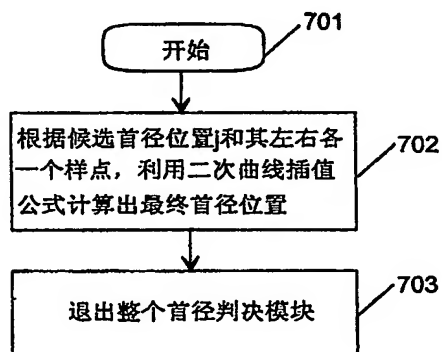 701
开始
根据候选首径位置j和其左右各
一个样点，利用二次曲线插值
公式计算出最终首径位置
702
退出整个首径判决模块
703